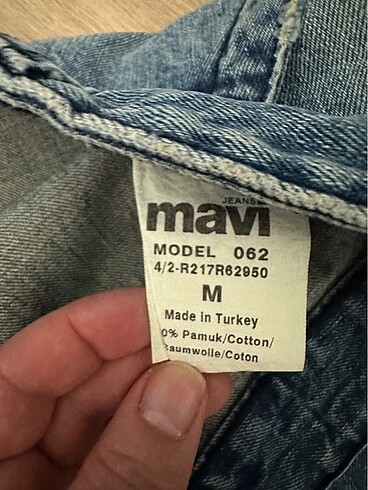 JEANS
mavi
MODEL 062
4/2-R217R62950
M
Made in Turkey
0% Pamuk/Cotton/
aumwolle/Coton